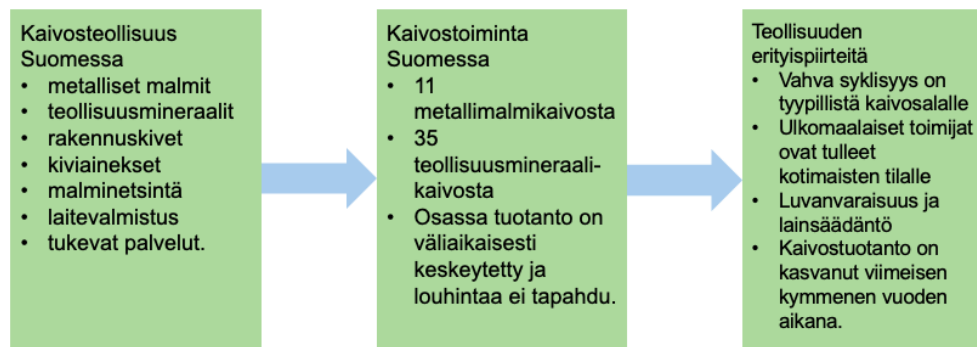 Kaivosteollisuus
Suomessa
• metalliset malmit
• teollisuusmineraalit
• rakennuskivet
• kiviainekset
• malminetsintä
• laitevalmistus
• tukevat palvelut.
Kaivostoiminta
Suomessa
• 11
metallimalmikaivosta
• 35
teollisuusmineraali-
kaivosta
• Osassa tuotanto on
väliaikaisesti
keskeytetty ja
louhintaa ei tapahdu.
Teollisuuden
erityispiirteitä
• Vahva syklisyys on
tyypillistä kaivosalalle
• Ulkomaalaiset toimijat
ovat tulleet
kotimaisten tilalle
• Luvanvaraisuus ja
lainsäädäntö
• Kaivostuotanto on
kasvanut viimeisen
kymmenen vuoden
aikana.